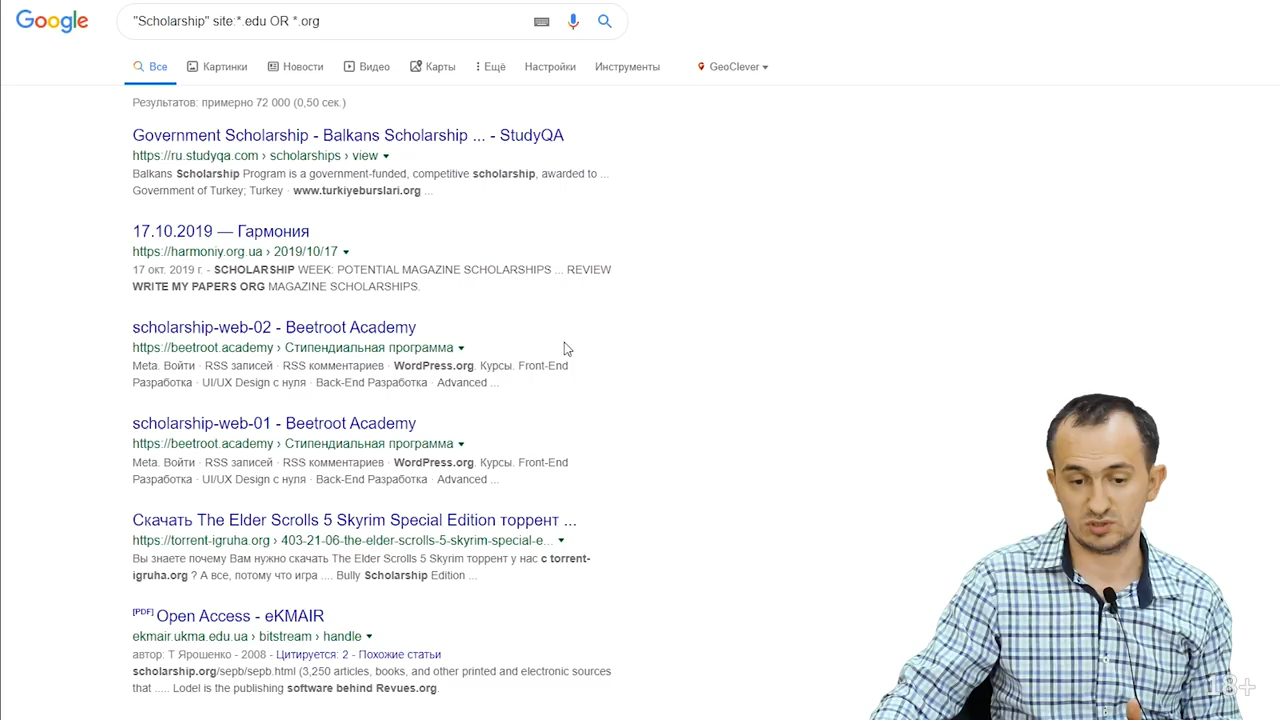 Google
"Scholarship" site:*.edu OR *.org
Все Картинки Новости Видео Карты Ещё Настройки Инструменты GeoClever
Результатов: примерно 72 000 (0,50 сек.)
Government Scholarship - Balkans Scholarship ... - StudyQA
https://ru.studyqa.com › scholarships › view
Balkans Scholarship Program is a government-funded, competitive scholarship, awarded to ...
Government of Turkey; Turkey · www.turkiyeburslari.org ...
17.10.2019 — Гармония
https://harmoniy.org.ua › 2019/10/17
17 окт. 2019 г. - SCHOLARSHIP WEEK: POTENTIAL MAGAZINE SCHOLARSHIPS ... REVIEW
WRITE MY PAPERS ORG MAGAZINE SCHOLARSHIPS.
scholarship-web-02 - Beetroot Academy
https://beetroot.academy › Стипендиальная программа
Мета. Войти · RSS записей · RSS комментариев · WordPress.org. Курсы. Front-End
Разработка · UI/UX Design с нуля · Back-End Разработка · Advanced ...
scholarship-web-01 - Beetroot Academy
https://beetroot.academy › Стипендиальная программа
Мета. Войти · RSS записей · RSS комментариев · WordPress.org. Курсы. Front-End
Разработка · UI/UX Design с нуля · Back-End Разработка · Advanced ...
Скачать The Elder Scrolls 5 Skyrim Special Edition торрент ...
https://torrent-igruha.org › 403-21-06-the-elder-scrolls-5-skyrim-special-e...
Вы знаете почему Вам нужно скачать The Elder Scrolls 5 Skyrim торрент у нас с torrent-
igruha.org ? А все, потому что игра .... Bully Scholarship Edition ...
[PDF] Open Access - eKMAIR
ekmair.ukma.edu.ua › bitstream › handle
автор: Т Ярошенко - 2008 - Цитируется: 2 - Похожие статьи
scholarship.org/sepb/sepb.html (3,250 articles, books, and other printed and electronic sources
that ..... Lodel is the publishing software behind Revues.org.
18+